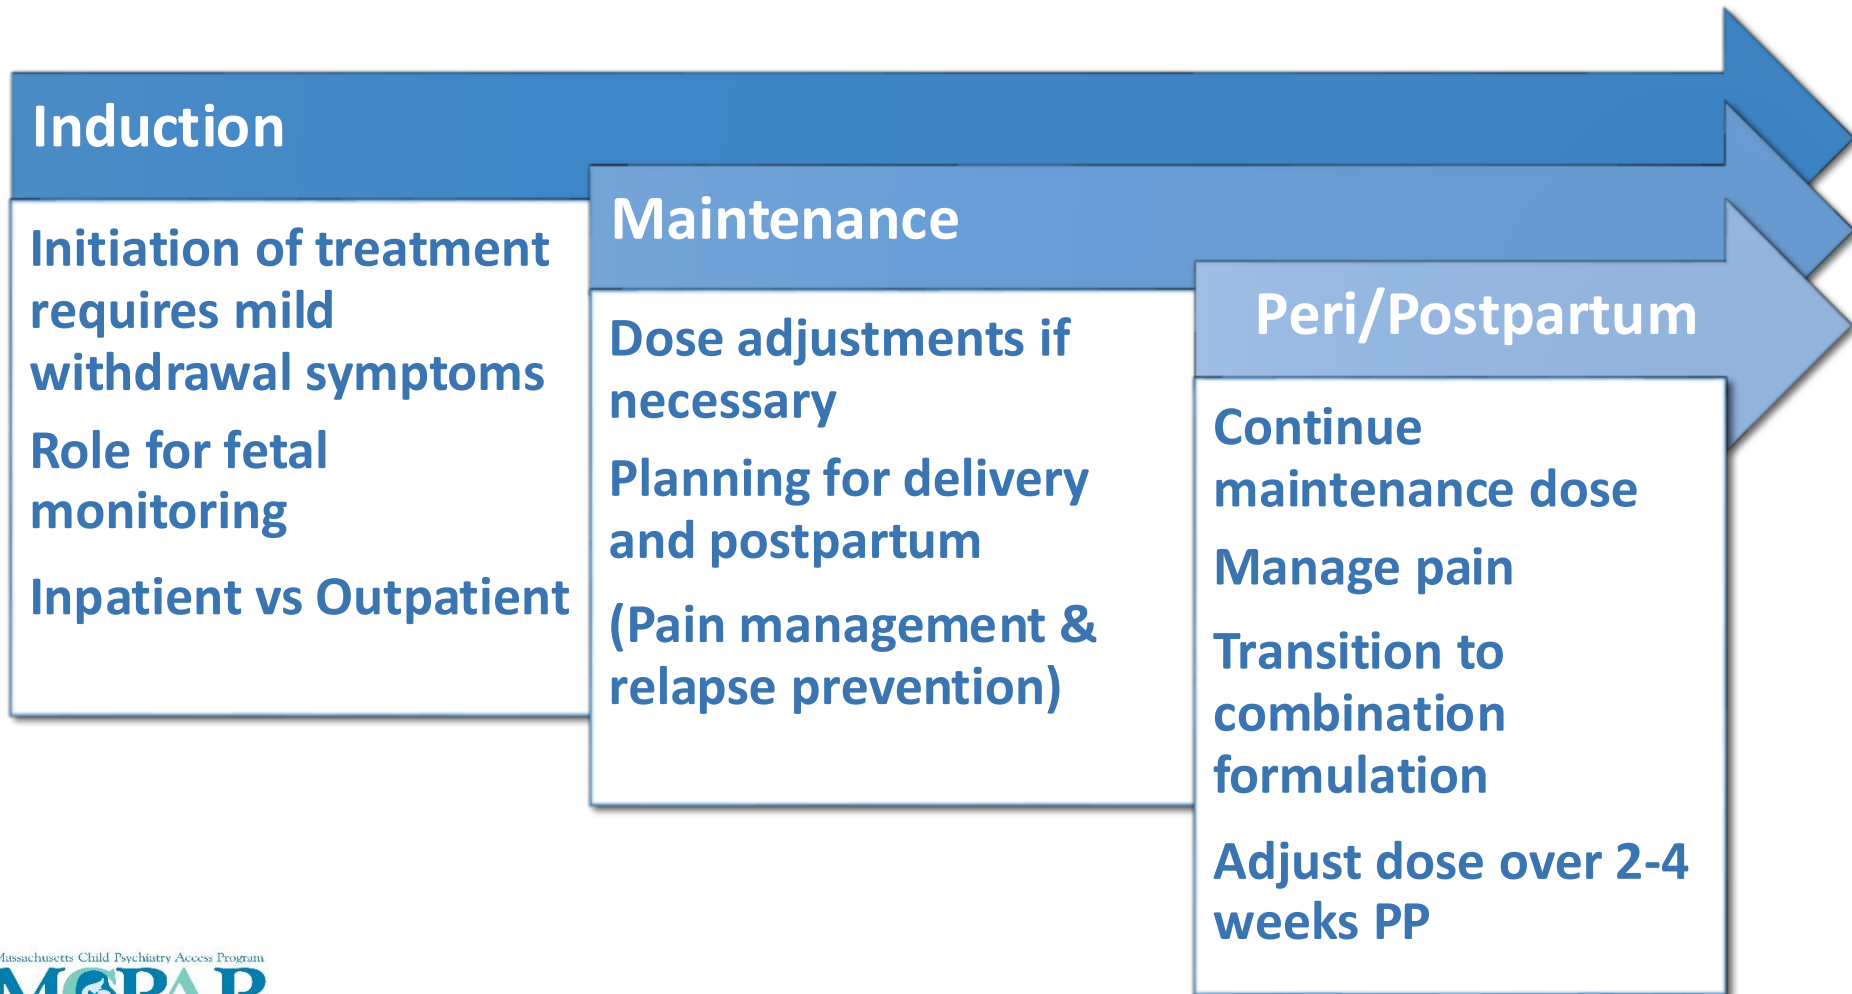 Induction
Initiation of treatment
requires mild
withdrawal symptoms
Role for fetal
monitoring
Inpatient vs Outpatient
Maintenance
Dose adjustments if
necessary
Planning for delivery
and postpartum
(Pain management &
relapse prevention)
Peri/Postpartum
Continue
maintenance dose
Manage pain
Transition to
combination
formulation
Adjust dose over 2-4
weeks PP
Massachusetts Child Psychiatry Access Program
MCPAP